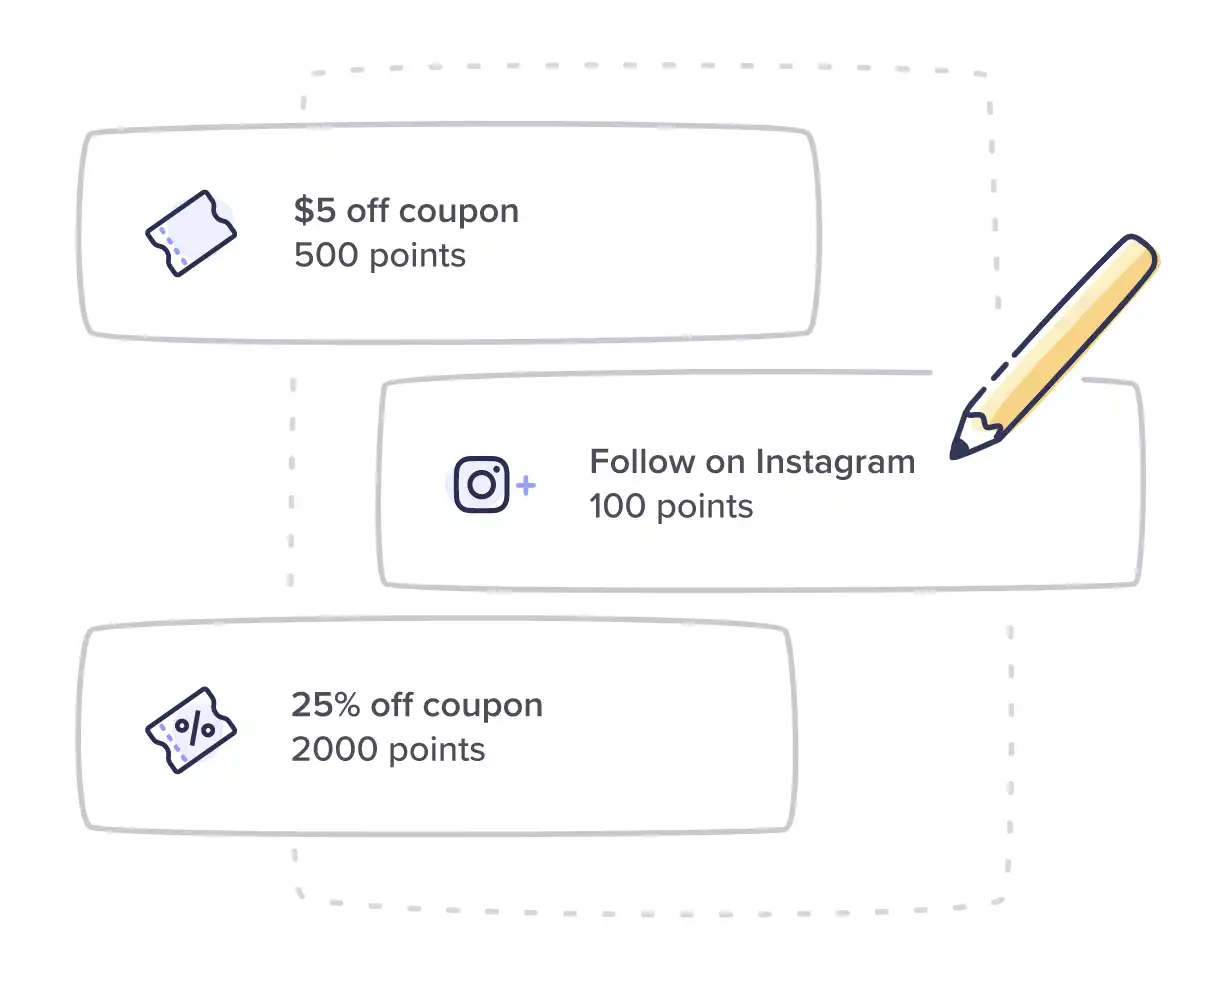 $5 off coupon
500 points
Follow on Instagram
100 points
25% off coupon
2000 points